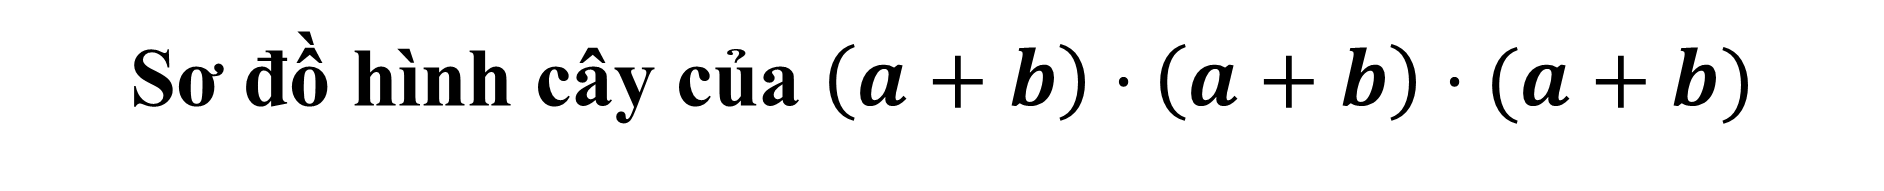 Sơ đồ hình cây của (a + b) · (a + b) · (a + b)